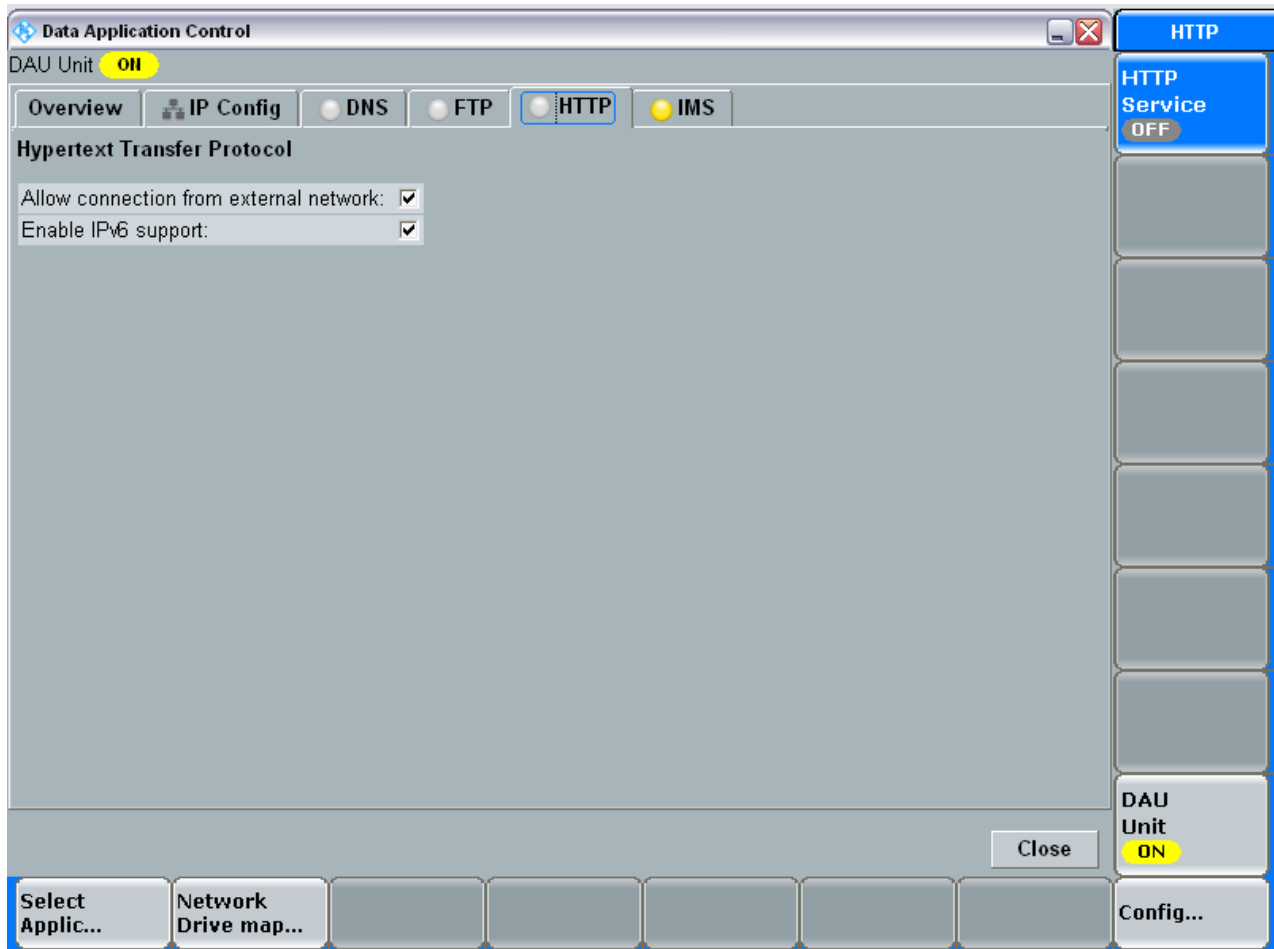 Data Application Control
HTTP
DAU Unit ON
Overview IP Config DNS FTP HTTP IMS
HTTP
Service
OFF
Hypertext Transfer Protocol
Allow connection from external network:
Enable IPv6 support:
DAU
Unit
ON
Close
Select
Applic...
Network
Drive map...
Config...